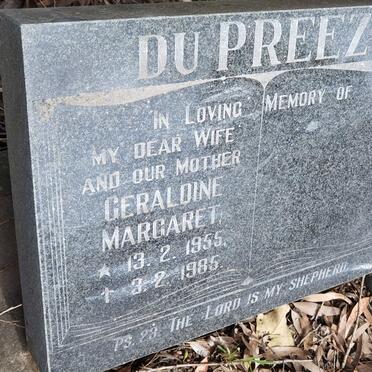 DU PREEZ
IN LOVING MEMORY OF
MY DEAR WIFE
AND OUR MOTHER
GERALDINE
MARGARET
* 13. 2. 1955.
† 3. 2. 1985.
PS. 23. THE LORD IS MY SHEPHERD.